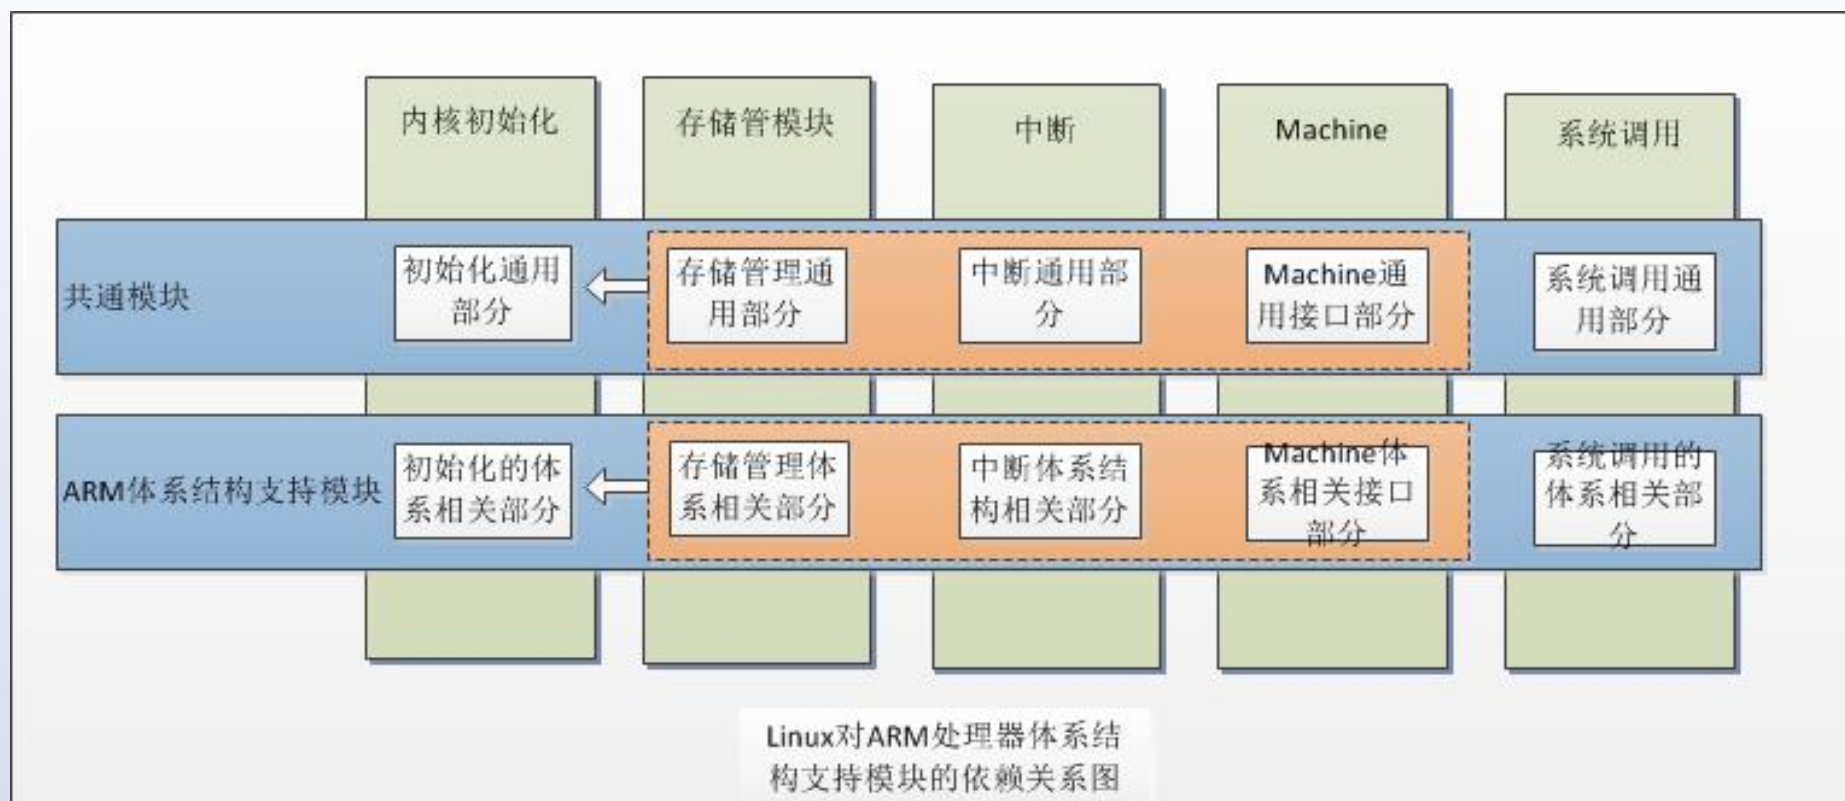 内核初始化
存储管模块
中断
Machine
系统调用
共通模块
初始化通用
部分
存储管理通
用部分
中断通用部
分
Machine通
用接口部分
系统调用通
用部分
ARM体系结构支持模块
初始化的体
系相关部分
存储管理体
系相关部分
中断体系结
构相关部分
Machine体
系相关接口
部分
系统调用的
体系相关部
分
Linux对ARM处理器体系结
构支持模块的依赖关系图